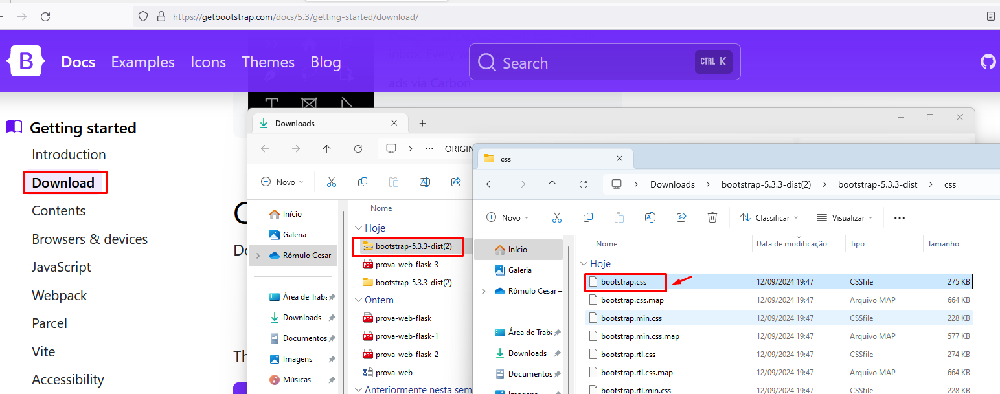 https://getbootstrap.com/docs/5.3/getting-started/download/
B Docs Examples Icons Themes Blog
Search CTRL K
ads via Carbon
Getting started
Introduction
Download
Contents
Browsers & devices
JavaScript
Webpack
Parcel
Vite
Accessibility
Downloads
ORIGIN
Novo
Início
Galeria
Rômulo Cesar –
Área de Traba
Downloads
Documentos
Imagens
Músicas
Nome
Hoje
bootstrap-5.3.3-dist(2)
PDF prova-web-flask-3
bootstrap-5.3.3-dist(2)
Ontem
PDF prova-web-flask
PDF prova-web-flask-1
PDF prova-web-flask-2
prova-web
Anteriormente nesta sem
css
Downloads > bootstrap-5.3.3-dist(2) > bootstrap-5.3.3-dist > css
Novo Classificar Visualizar
Início
Galeria
Rômulo Cesar –
Área de Traba
Downloads
Documentos
Imagens
Nome Data de modificação Tipo Tamanho
Hoje
bootstrap.css 12/09/2024 19:47 CSSfile 275 KB
bootstrap.css.map 12/09/2024 19:47 Arquivo MAP 664 KB
bootstrap.min.css 12/09/2024 19:47 CSSfile 228 KB
bootstrap.min.css.map 12/09/2024 19:47 Arquivo MAP 577 KB
bootstrap.rtl.css 12/09/2024 19:47 CSSfile 274 KB
bootstrap.rtl.css.map 12/09/2024 19:47 Arquivo MAP 664 KB
bootstrap.rtl.min.css 12/09/2024 19:47 CSSfile 228 KB